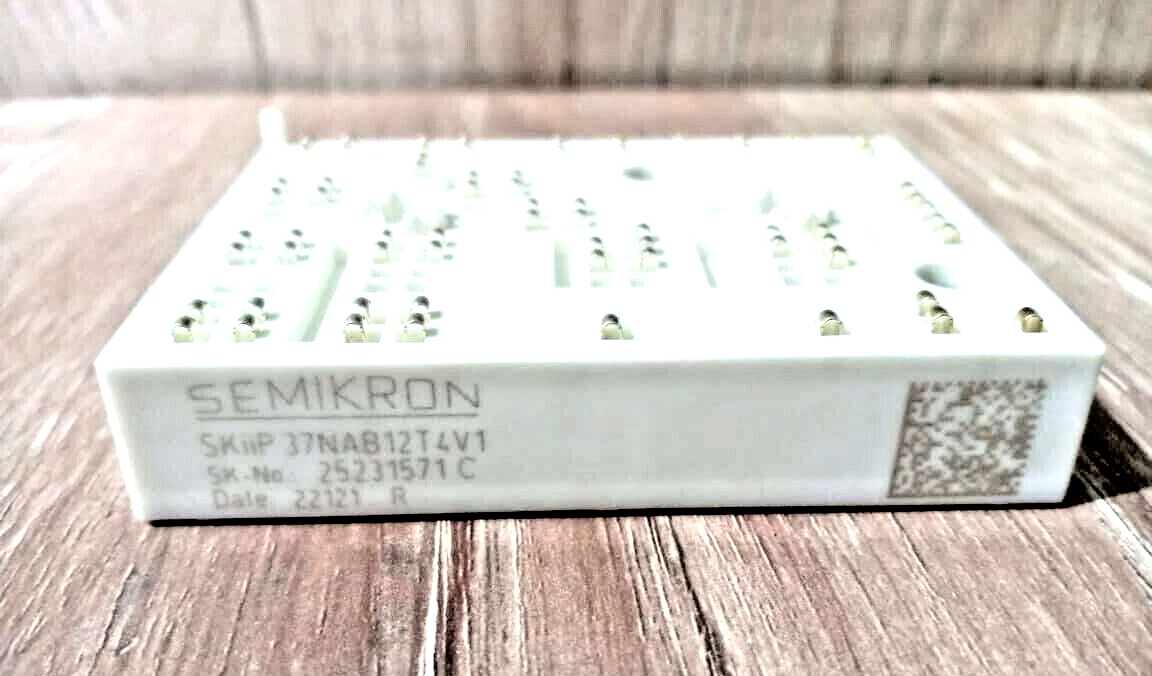 SEMIKRON
SKiiP 37NAB12T4V1
SK-No. 25231571 C
Date 22121 R